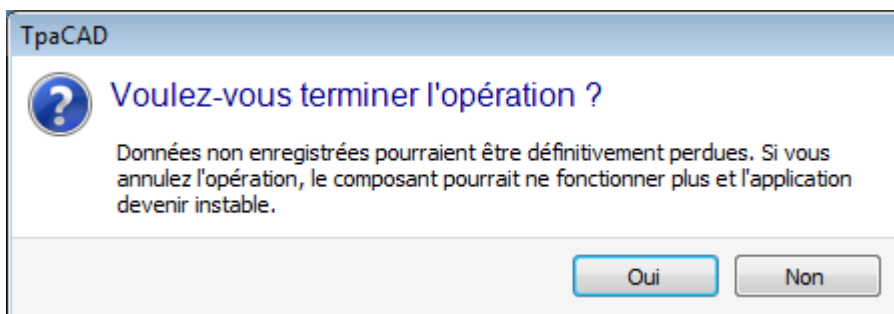 TpaCAD
Voulez-vous terminer l'opération ?
Données non enregistrées pourraient être définitivement perdues. Si vous
annulez l'opération, le composant pourrait ne fonctionner plus et l'application
devenir instable.
Oui
Non